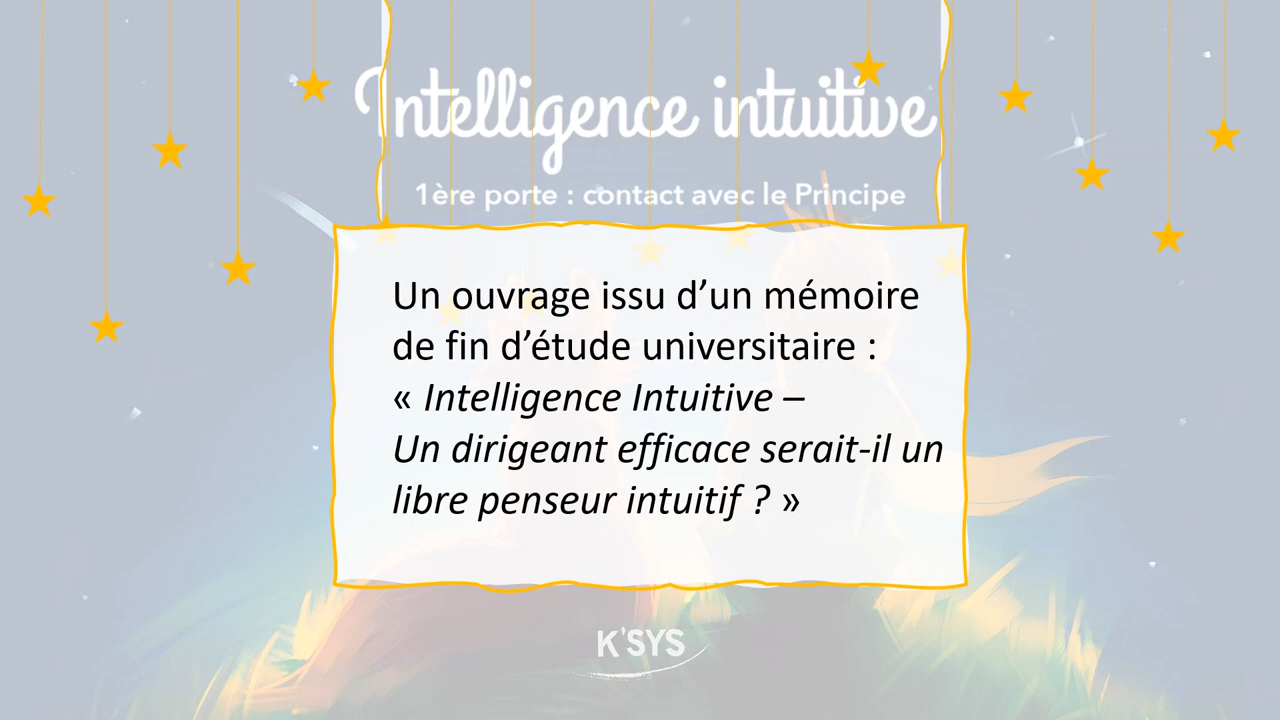 Intelligence intuitive
1ère porte : contact avec le Principe
Un ouvrage issu d’un mémoire
de fin d’étude universitaire :
« Intelligence Intuitive –
Un dirigeant efficace serait-il un
libre penseur intuitif ? »
K’SYS